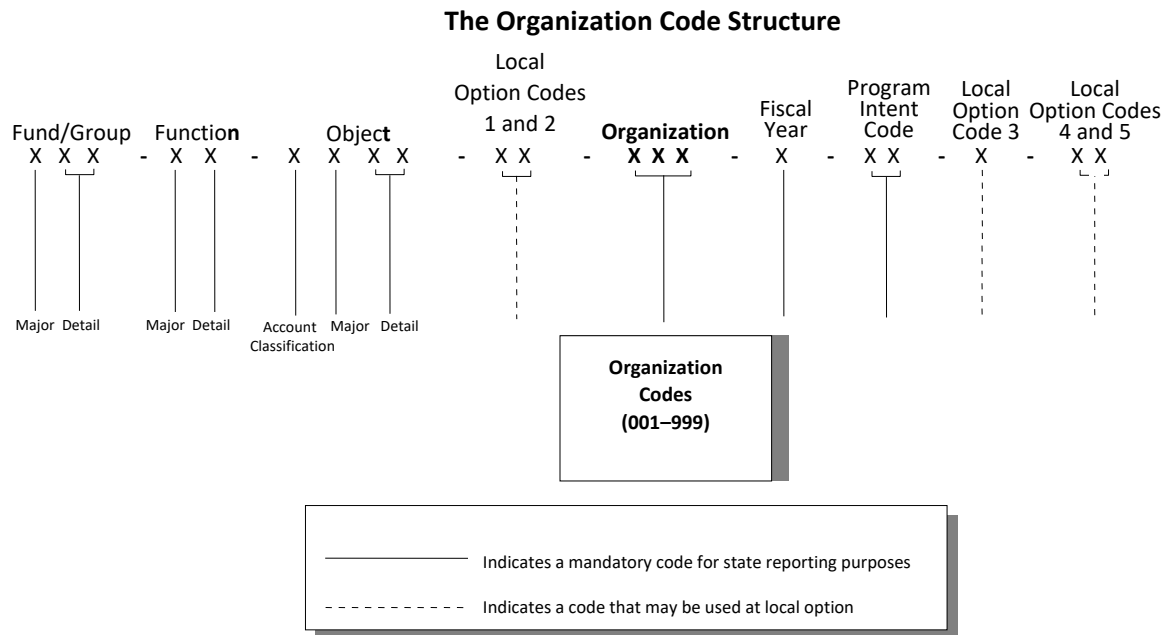 The Organization Code Structure
Local
Option Codes
1 and 2
Program
Intent
Code
Local
Option
Code 3
Local
Option Codes
4 and 5
Fiscal
Year
Fund/Group Function Object Organization
X X X - X X - X X X X - X X - X X X - X - X X - X - X X
Major Detail Major Detail Account Major Detail
Classification
Organization
Codes
(001–999)
Indicates a mandatory code for state reporting purposes
Indicates a code that may be used at local option